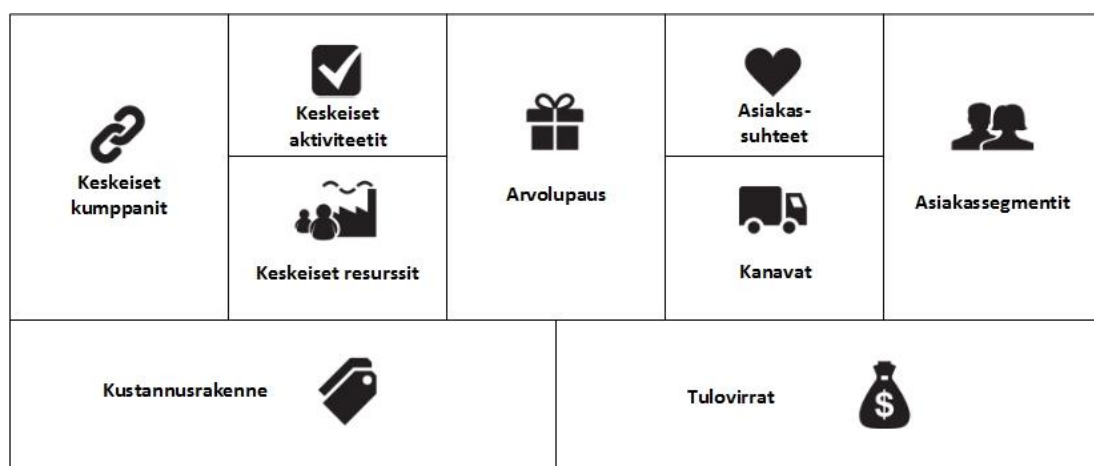 Keskeiset
kumppanit
Keskeiset
aktiviteetit
Keskeiset resurssit
Arvolupaus
Asiakas-
suhteet
Kanavat
Asiakassegmentit
Kustannusrakenne
Tulovirrat
$